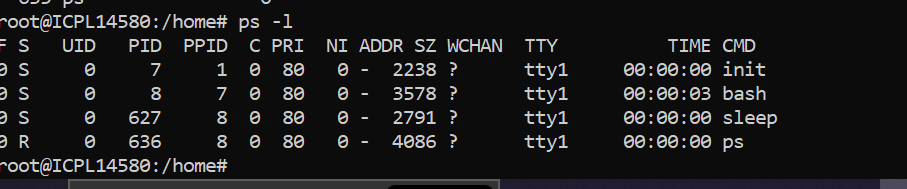 root@ICPL14580:/home# ps -l
F S   UID   PID  PPID  C PRI  NI ADDR SZ WCHAN  TTY          TIME CMD
0 S     0     7     1  0  80   0 -  2238 ?      tty1     00:00:00 init
0 S     0     8     7  0  80   0 -  3578 ?      tty1     00:00:03 bash
0 S     0   627     8  0  80   0 -  2791 ?      tty1     00:00:00 sleep
0 R     0   636     8  0  80   0 -  4086 ?      tty1     00:00:00 ps
root@ICPL14580:/home#